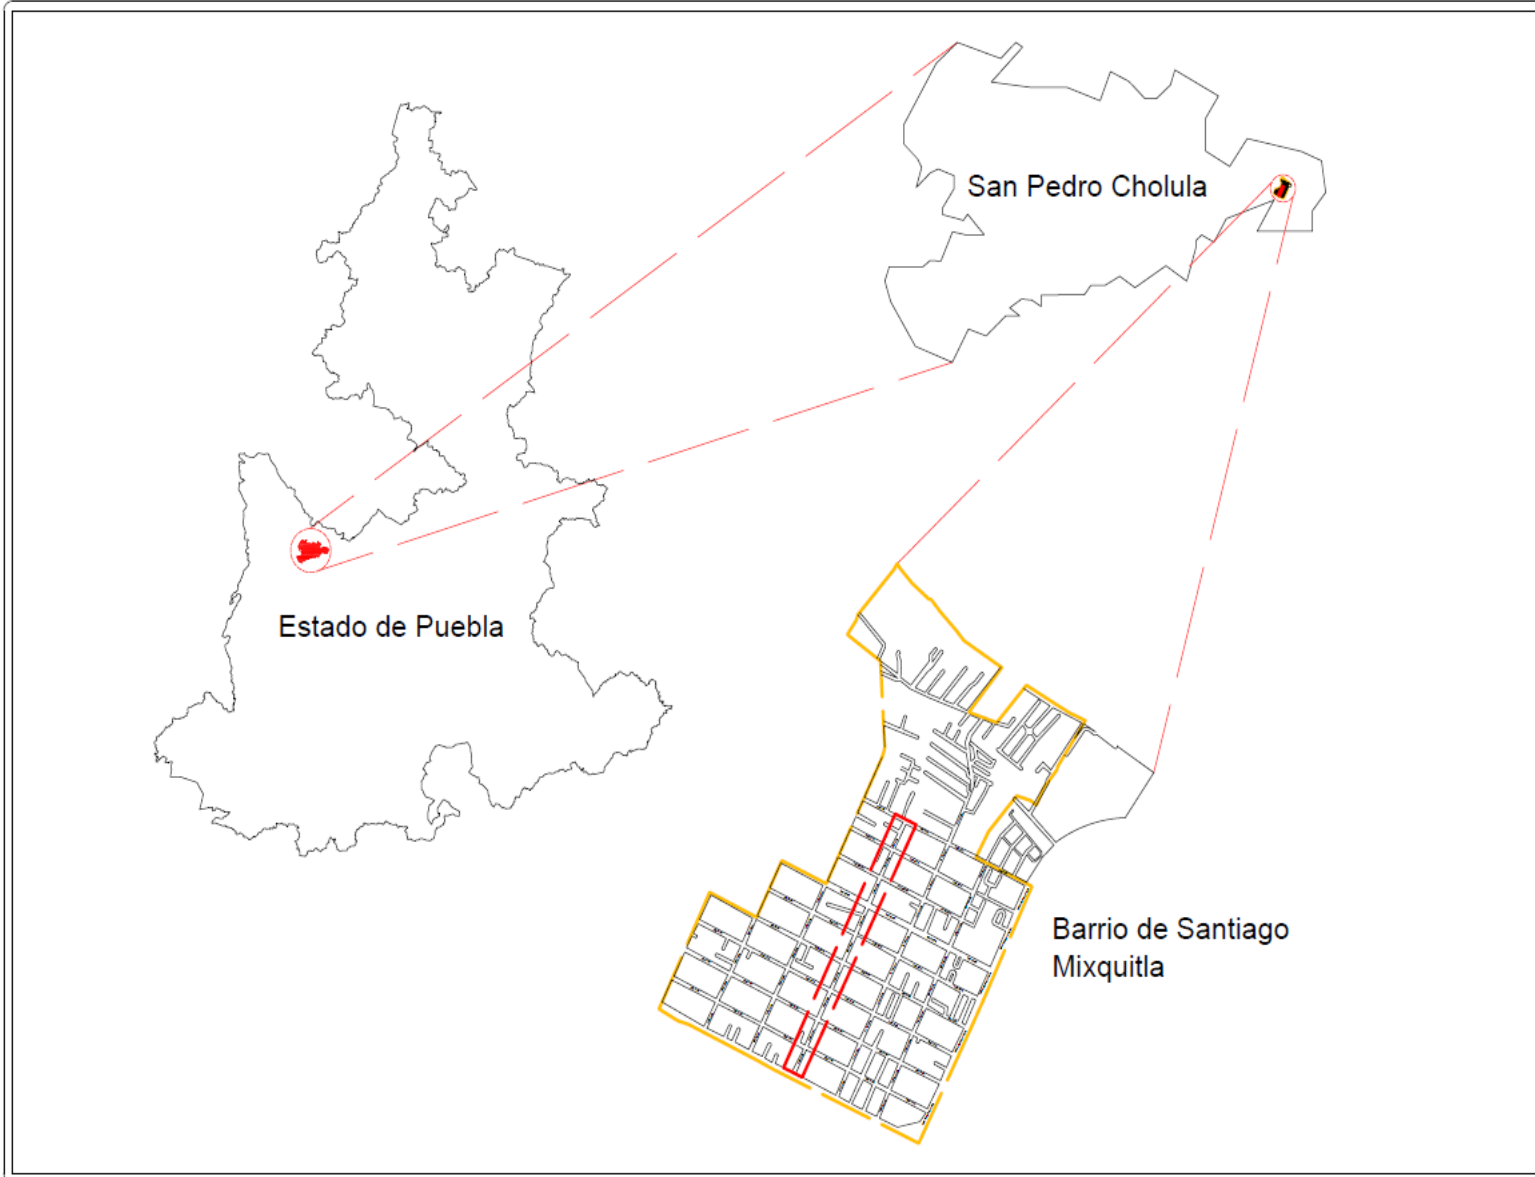 San Pedro Cholula
Estado de Puebla
Barrio de Santiago
Mixquitla